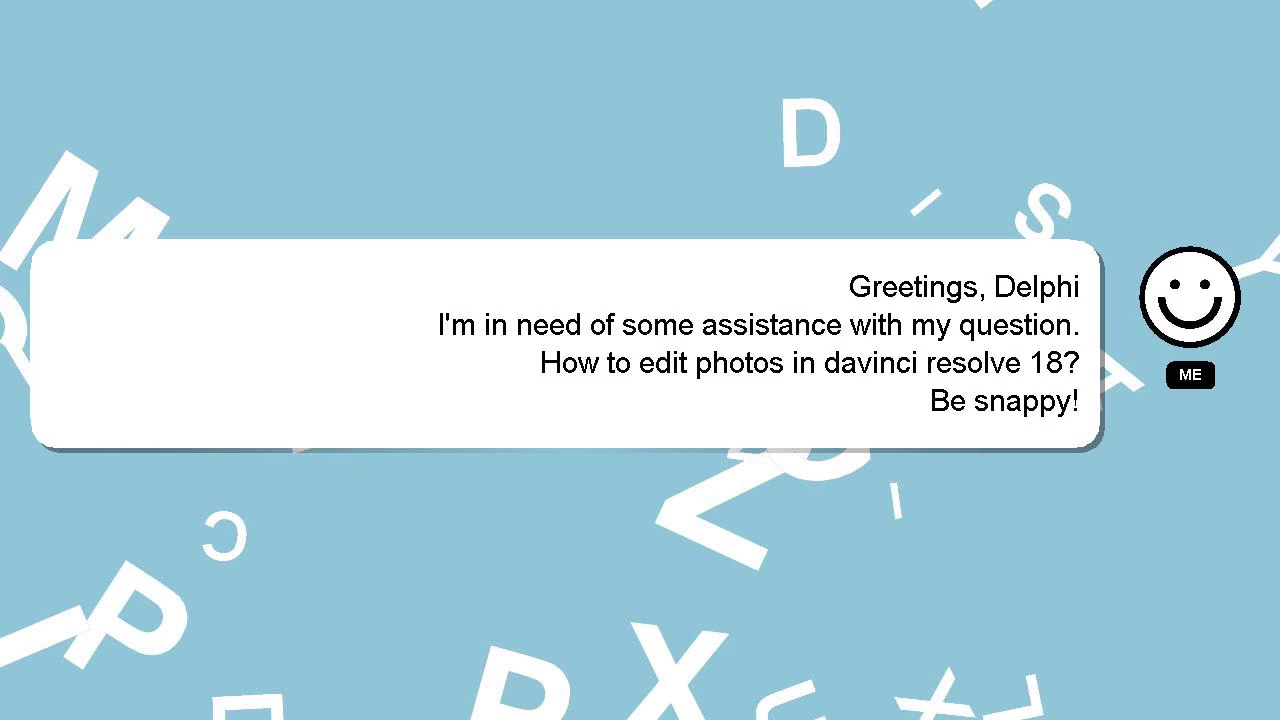 Greetings, Delphi
I'm in need of some assistance with my question.
How to edit photos in davinci resolve 18?
Be snappy!
ME